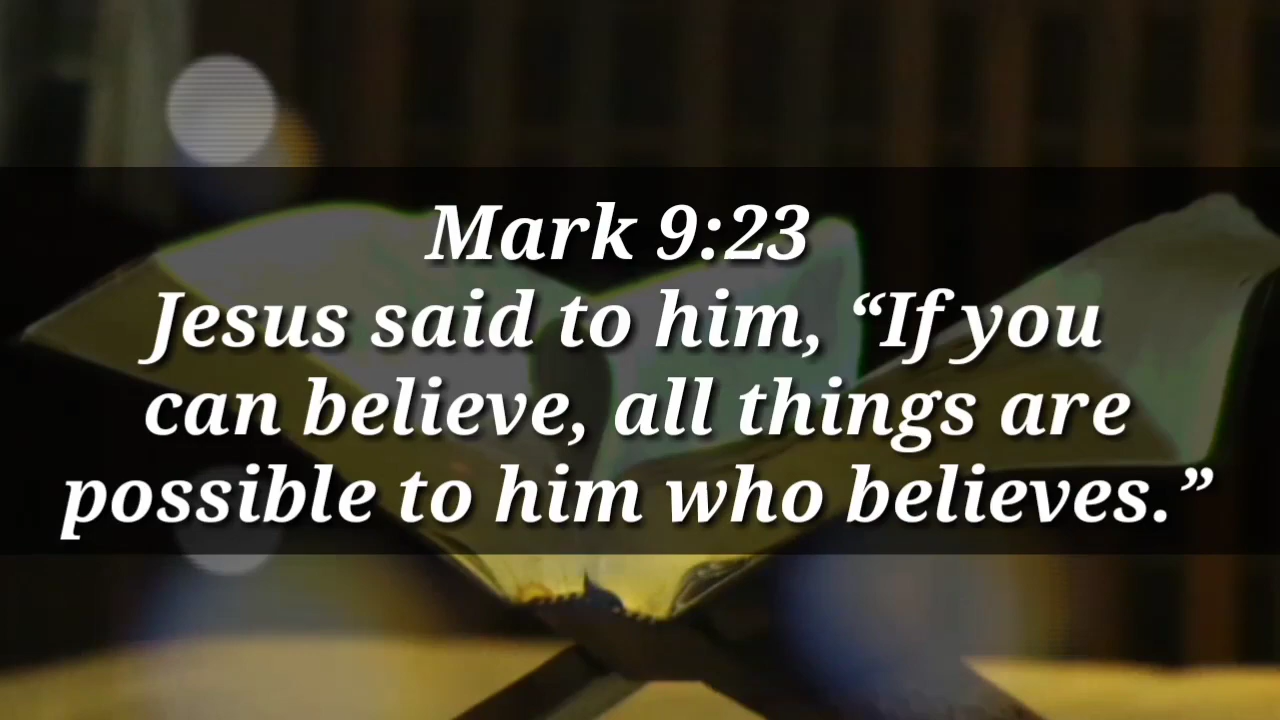 Mark 9:23
Jesus said to him, “If you
can believe, all things are
possible to him who believes.”